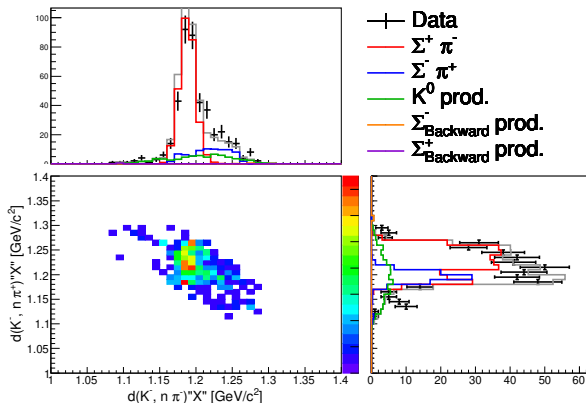 100
80
60
40
20
0
Data
Σ⁺ π⁻
Σ⁻ π⁺
K⁰ prod.
Σ⁻Backward prod.
Σ⁺Backward prod.
d(K⁻, n π⁺)"X" [GeV/c²]
1.4
1.35
1.3
1.25
1.2
1.15
1.1
1.05
1
1 1.05 1.1 1.15 1.2 1.25 1.3 1.35 1.4
d(K⁻, n π⁻)"X" [GeV/c²]
0 10 20 30 40 50 60